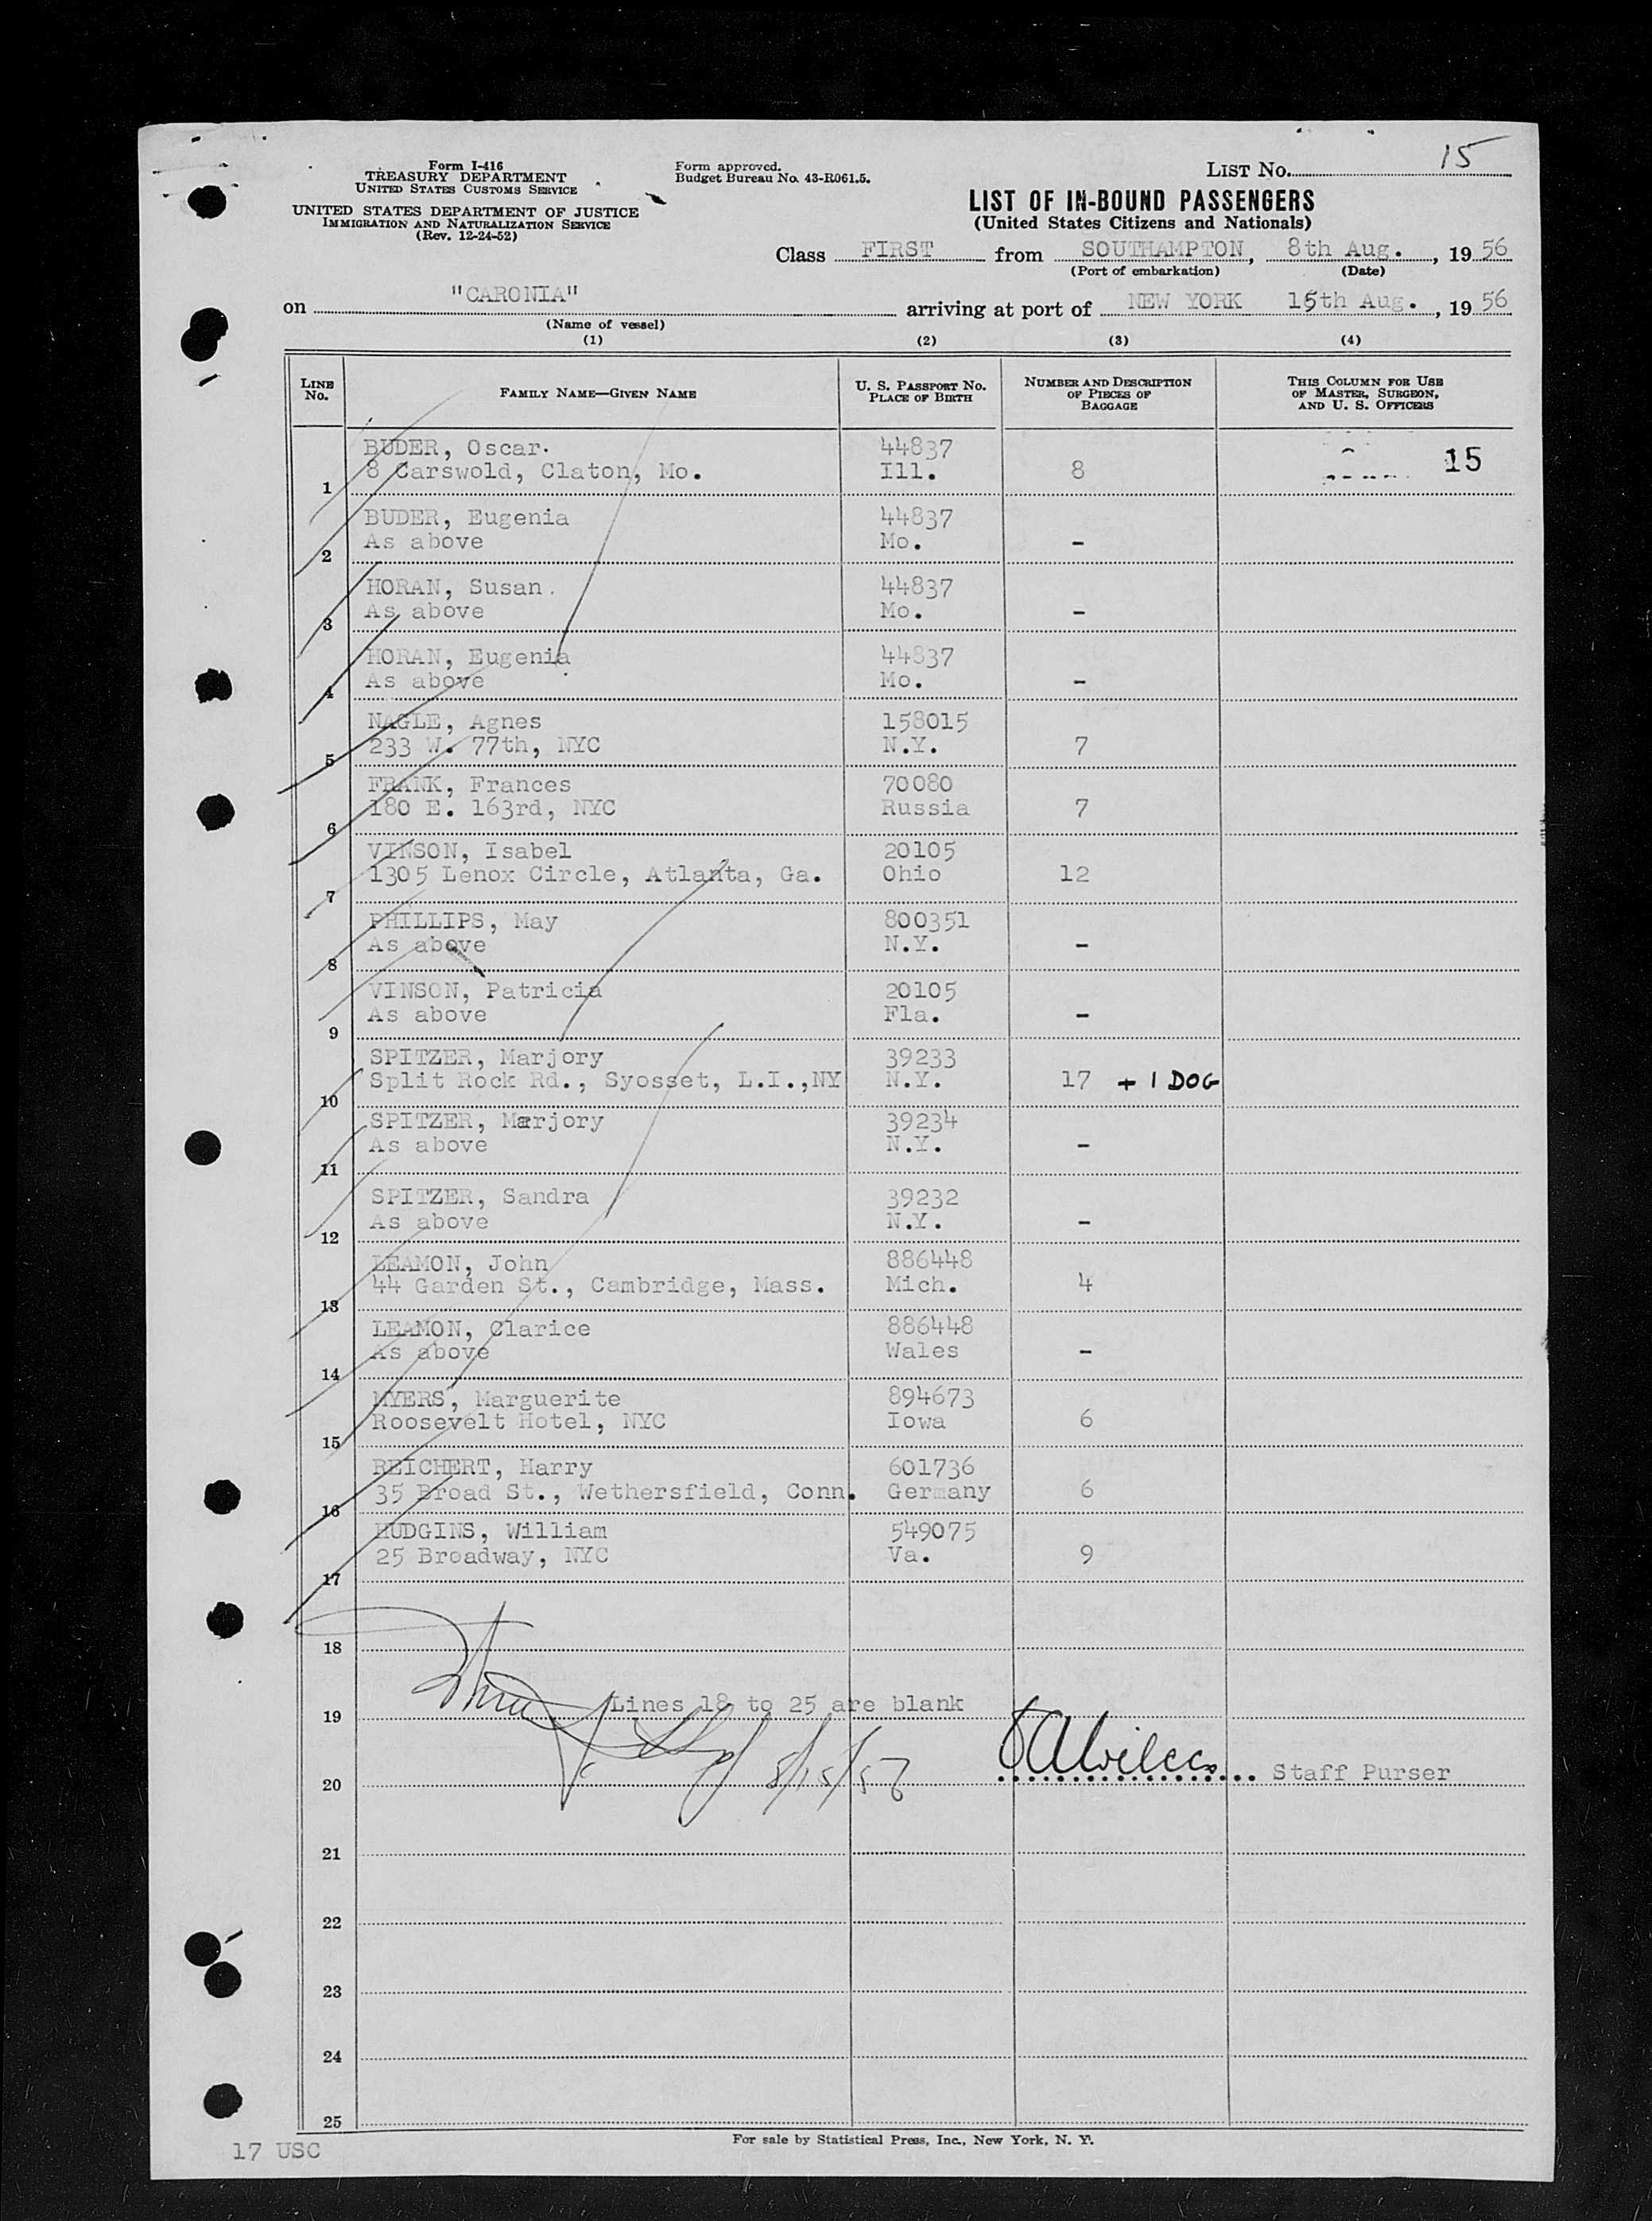 Form I-416
TREASURY DEPARTMENT
UNITED STATES CUSTOMS SERVICE
UNITED STATES DEPARTMENT OF JUSTICE
IMMIGRATION AND NATURALIZATION SERVICE
(Rev. 12-24-52)
Form approved.
Budget Bureau No. 43-R061.5.
LIST No. 15
LIST OF IN-BOUND PASSENGERS
(United States Citizens and Nationals)
Class FIRST from SOUTHAMPTON, 8th Aug., 1956
(Port of embarkation) (Date)
on "CARONIA" arriving at port of NEW YORK 15th Aug., 1956
(Name of vessel)
(1) (2) (3) (4)
LINE No. FAMILY NAME—GIVEN NAME U. S. PASSPORT No. PLACE OF BIRTH NUMBER AND DESCRIPTION OF PIECES OF BAGGAGE THIS COLUMN FOR USE OF MASTER, SURGEON, AND U. S. OFFICERS
BUDER, Oscar. 44837 15
1 8 Carswold, Claton, Mo. Ill. 8
BUDER, Eugenia 44837
2 As above Mo. -
HORAN, Susan. 44837
3 As above Mo. -
HORAN, Eugenia 44837
4 As above Mo. -
NAGLE, Agnes 158015
5 233 W. 77th, NYC N.Y. 7
FRANK, Frances 70080
6 180 E. 163rd, NYC Russia 7
VINSON, Isabel 20105
7 1305 Lenox Circle, Atlanta, Ga. Ohio 12
PHILLIPS, May 800351
8 As above N.Y. -
VINSON, Patricia 20105
9 As above Fla. -
SPITZER, Marjory 39233
10 Split Rock Rd., Syosset, L.I.,NY N.Y. 17 + 1 DOG
SPITZER, Marjory 39234
11 As above N.Y. -
SPITZER, Sandra 39232
12 As above N.Y. -
LEAMON, John 886448
13 44 Garden St., Cambridge, Mass. Mich. 4
LEAMON, Clarice 886448
14 As above Wales -
MYERS, Marguerite 894673
15 Roosevelt Hotel, NYC Iowa 6
REICHERT, Harry 601736
16 35 Broad St., Wethersfield, Conn. Germany 6
HUDGINS, William 549075
17 25 Broadway, NYC Va. 9
18
19 Lines 18 to 25 are blank
20 8/15/56 Staff Purser
21
22
23
24
25
For sale by Statistical Press, Inc., New York, N. Y.
17 USC